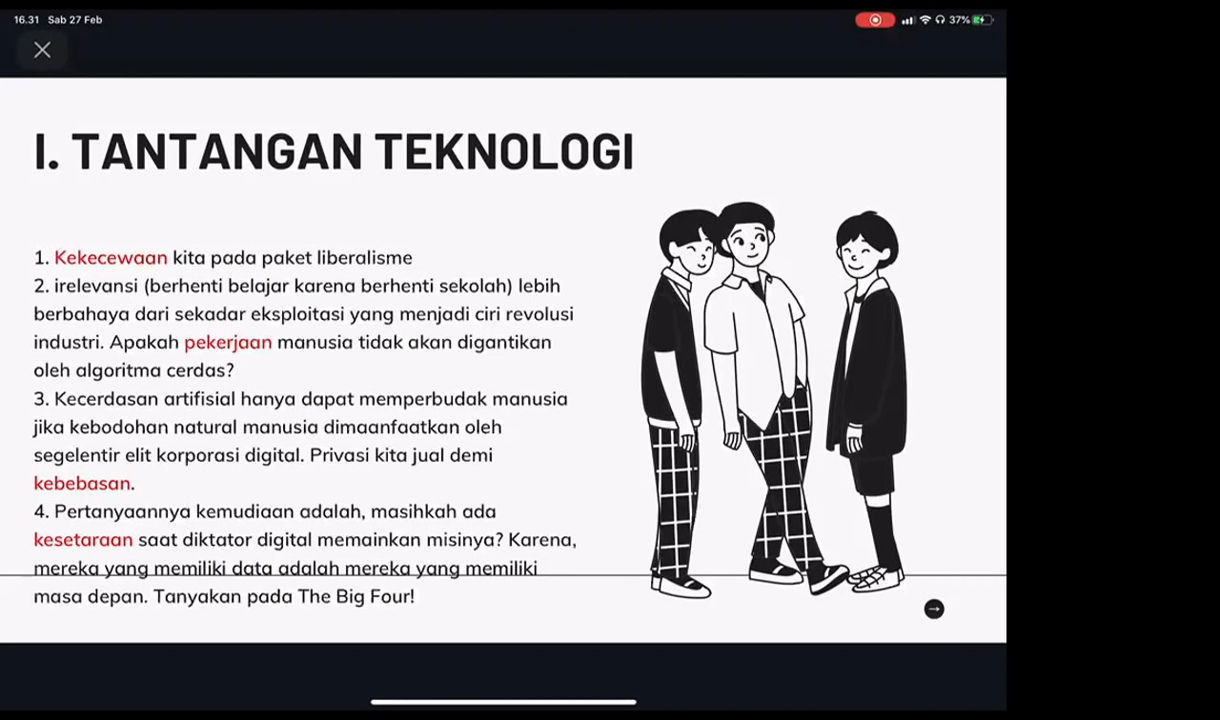 16.31 Sab 27 Feb
37%
I. TANTANGAN TEKNOLOGI
1. Kekecewaan kita pada paket liberalisme
2. irelevansi (berhenti belajar karena berhenti sekolah) lebih
berbahaya dari sekadar eksploitasi yang menjadi ciri revolusi
industri. Apakah pekerjaan manusia tidak akan digantikan
oleh algoritma cerdas?
3. Kecerdasan artifisial hanya dapat memperbudak manusia
jika kebodohan natural manusia dimaanfaatkan oleh
segelentir elit korporasi digital. Privasi kita jual demi
kebebasan.
4. Pertanyaannya kemudiaan adalah, masihkah ada
kesetaraan saat diktator digital memainkan misinya? Karena,
mereka yang memiliki data adalah mereka yang memiliki
masa depan. Tanyakan pada The Big Four!